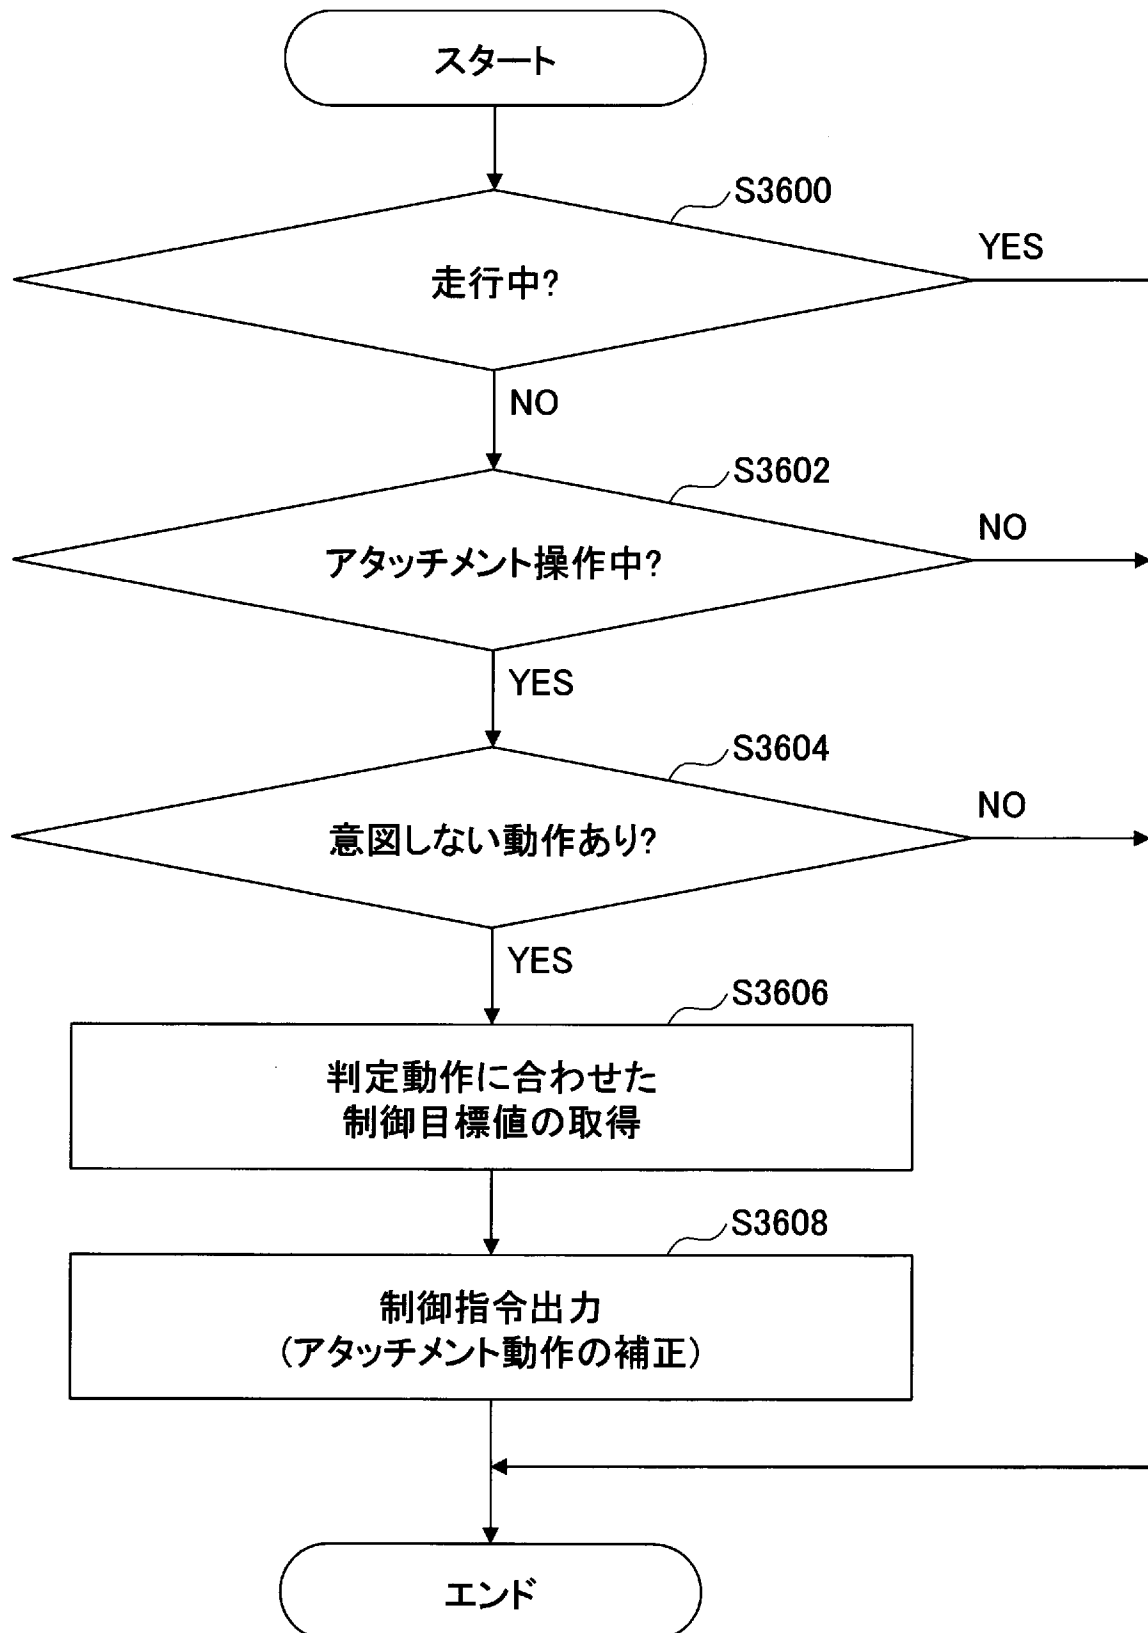 スタート
S3600
走行中?
YES
NO
S3602
アタッチメント操作中?
NO
YES
S3604
意図しない動作あり?
NO
YES
S3606
判定動作に合わせた
制御目標値の取得
S3608
制御指令出力
(アタッチメント動作の補正)
エンド